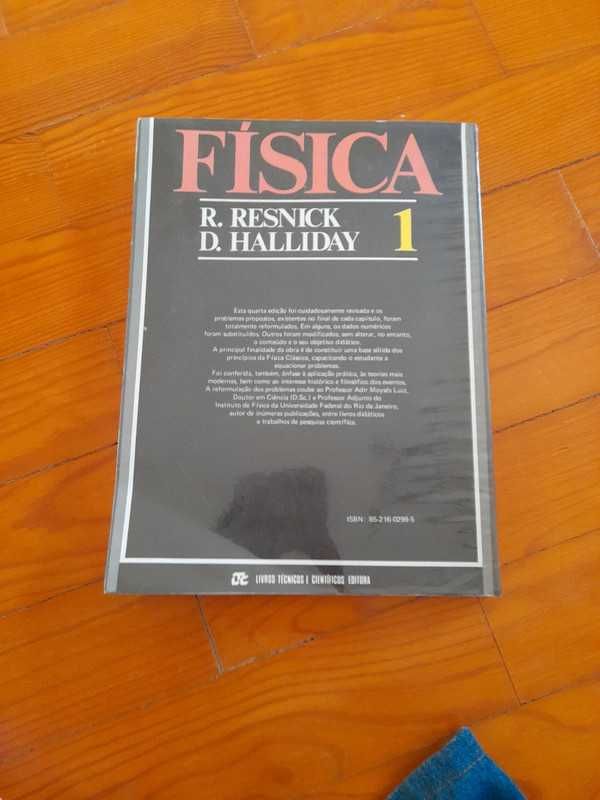 FÍSICA
R. RESNICK
D. HALLIDAY 1
Esta quarta edição foi cuidadosamente revisada e os
problemas propostos, existentes no final de cada capítulo, foram
totalmente reformulados. Em alguns, os dados numéricos
foram substituídos. Outros foram modificados, sem alterar, no entanto,
o conteúdo e o seu objetivo didático.
A principal finalidade da obra é de constituir uma base sólida dos
princípios da Física Clássica, capacitando o estudante a
equacionar problemas.
Foi conferida, também, ênfase à aplicação prática, às teorias mais
modernas, bem como ao interesse histórico e filosófico dos eventos.
A reformulação dos problemas coube ao Professor Adir Moysés Luiz,
Doutor em Ciência (D.Sc.) e Professor Adjunto do
Instituto de Física da Universidade Federal do Rio de Janeiro,
autor de inúmeras publicações, entre livros didáticos
e trabalhos de pesquisa científica.
ISBN: 85-216-0299-5
LTC LIVROS TÉCNICOS E CIENTÍFICOS EDITORA